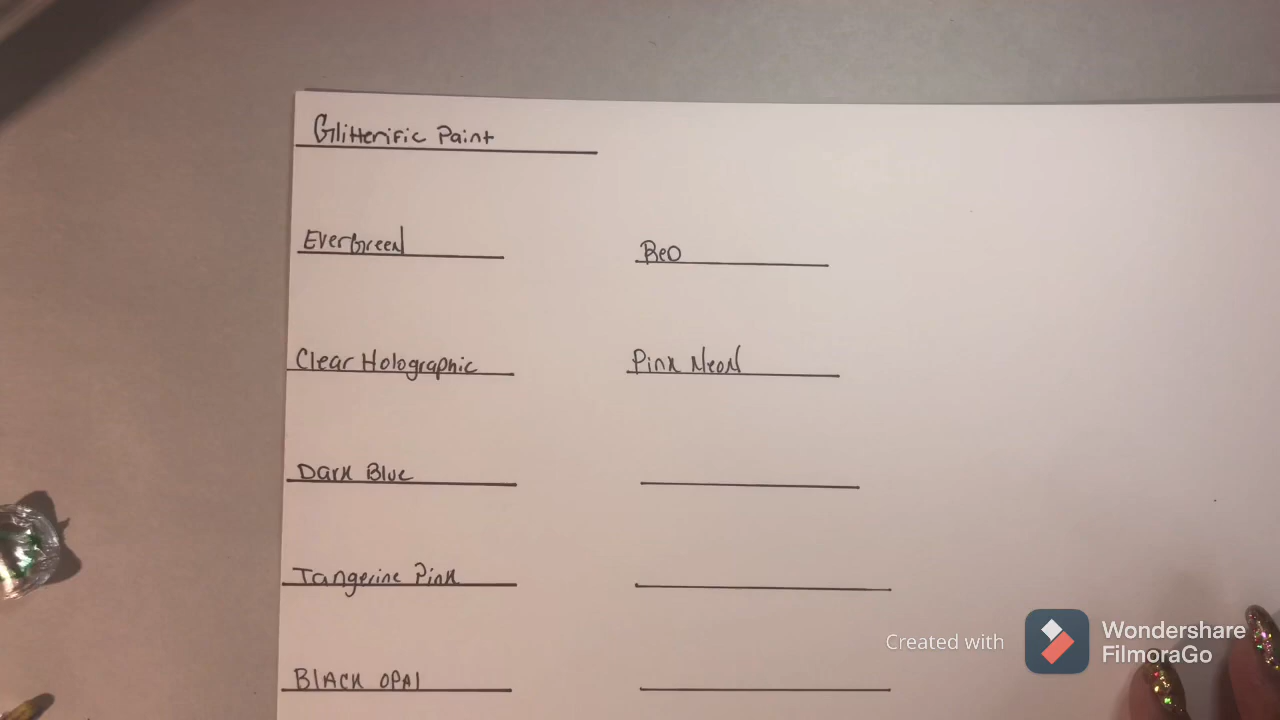 Glitterific Paint
EverGreen
ReD
Clear Holographic
Pink NeoN
Dark Blue
Tangerine Pink
BlACK OPAl
Created with
Wondershare
FilmoraGo